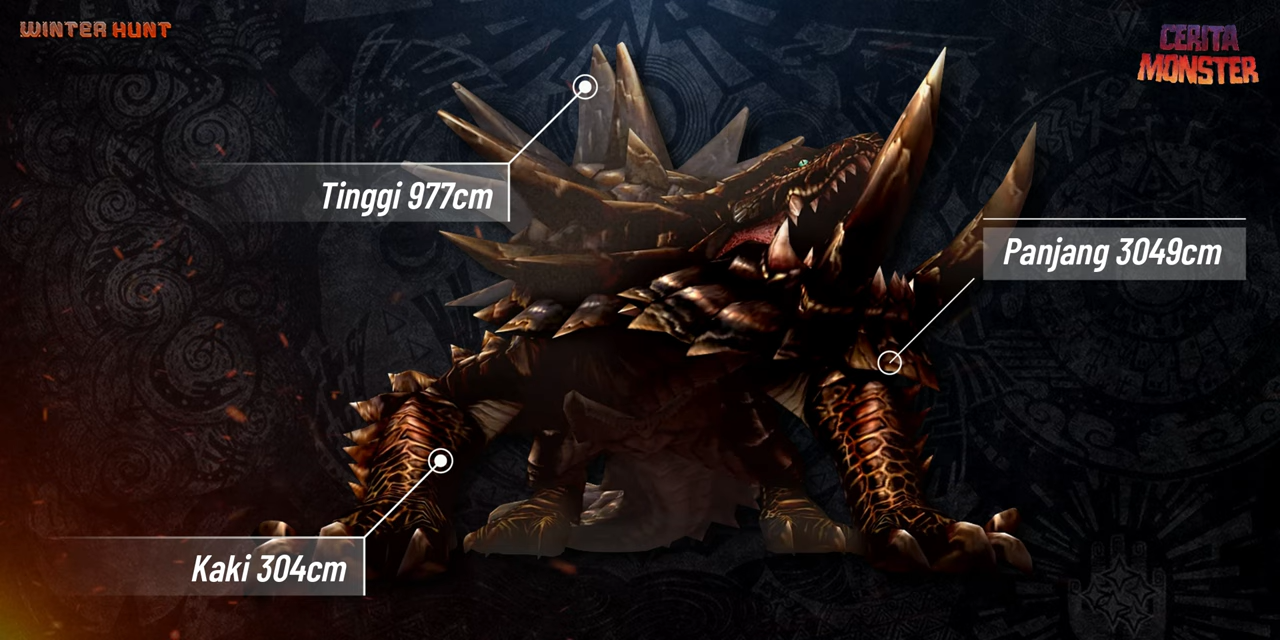 WINTER HUNT
CERITA
MONSTER
Tinggi 977cm
Panjang 3049cm
Kaki 304cm